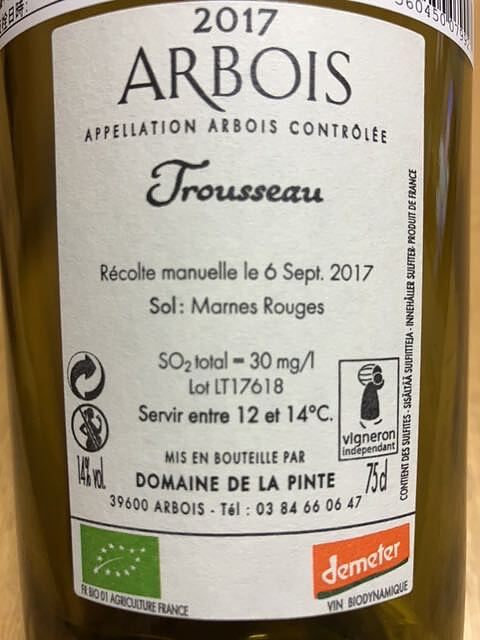 2017
ARBOIS
APPELLATION ARBOIS CONTRÔLÉE
Trousseau
Récolte manuelle le 6 Sept. 2017
Sol: Marnes Rouges
SO2 total = 30 mg/l
Lot LT17618
Servir entre 12 et 14°C.
vigneron
indépendant
14% vol.
MIS EN BOUTEILLE PAR
DOMAINE DE LA PINTE
75cl
39600 ARBOIS - Tél : 03 84 66 06 47
CONTIENT DES SULFITES - SISÄLTÄÄ SULFIITTEJA - INNEHÅLLER SULFITER - PRODUIT DE FRANCE
demeter
FR BIO 01 AGRICULTURE FRANCE
VIN BIODYNAMIQUE